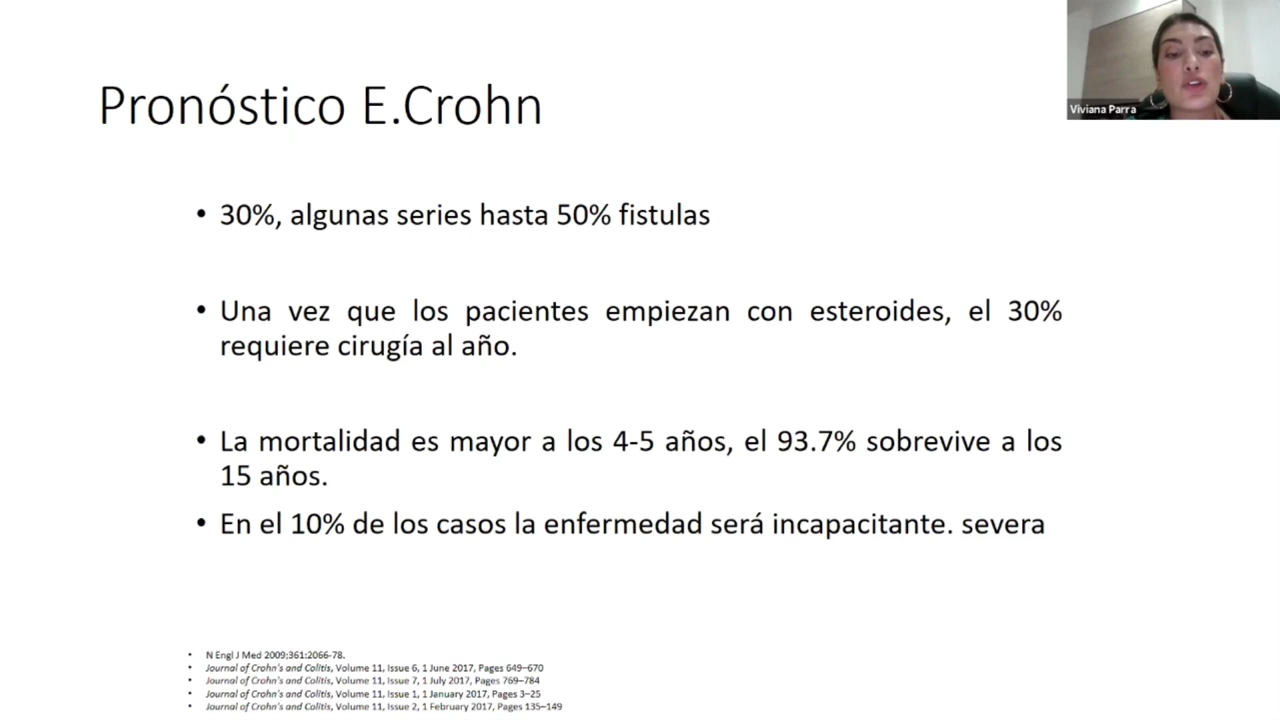 Pronóstico E.Crohn
Viviana Parra
• 30%, algunas series hasta 50% fistulas
• Una vez que los pacientes empiezan con esteroides, el 30%
requiere cirugía al año.
• La mortalidad es mayor a los 4-5 años, el 93.7% sobrevive a los
15 años.
• En el 10% de los casos la enfermedad será incapacitante. severa
• N Engl J Med 2009;361:2066-78.
• Journal of Crohn's and Colitis, Volume 11, Issue 6, 1 June 2017, Pages 649–670
• Journal of Crohn's and Colitis, Volume 11, Issue 7, 1 July 2017, Pages 769–784
• Journal of Crohn's and Colitis, Volume 11, Issue 1, 1 January 2017, Pages 3–25
• Journal of Crohn's and Colitis, Volume 11, Issue 2, 1 February 2017, Pages 135–149